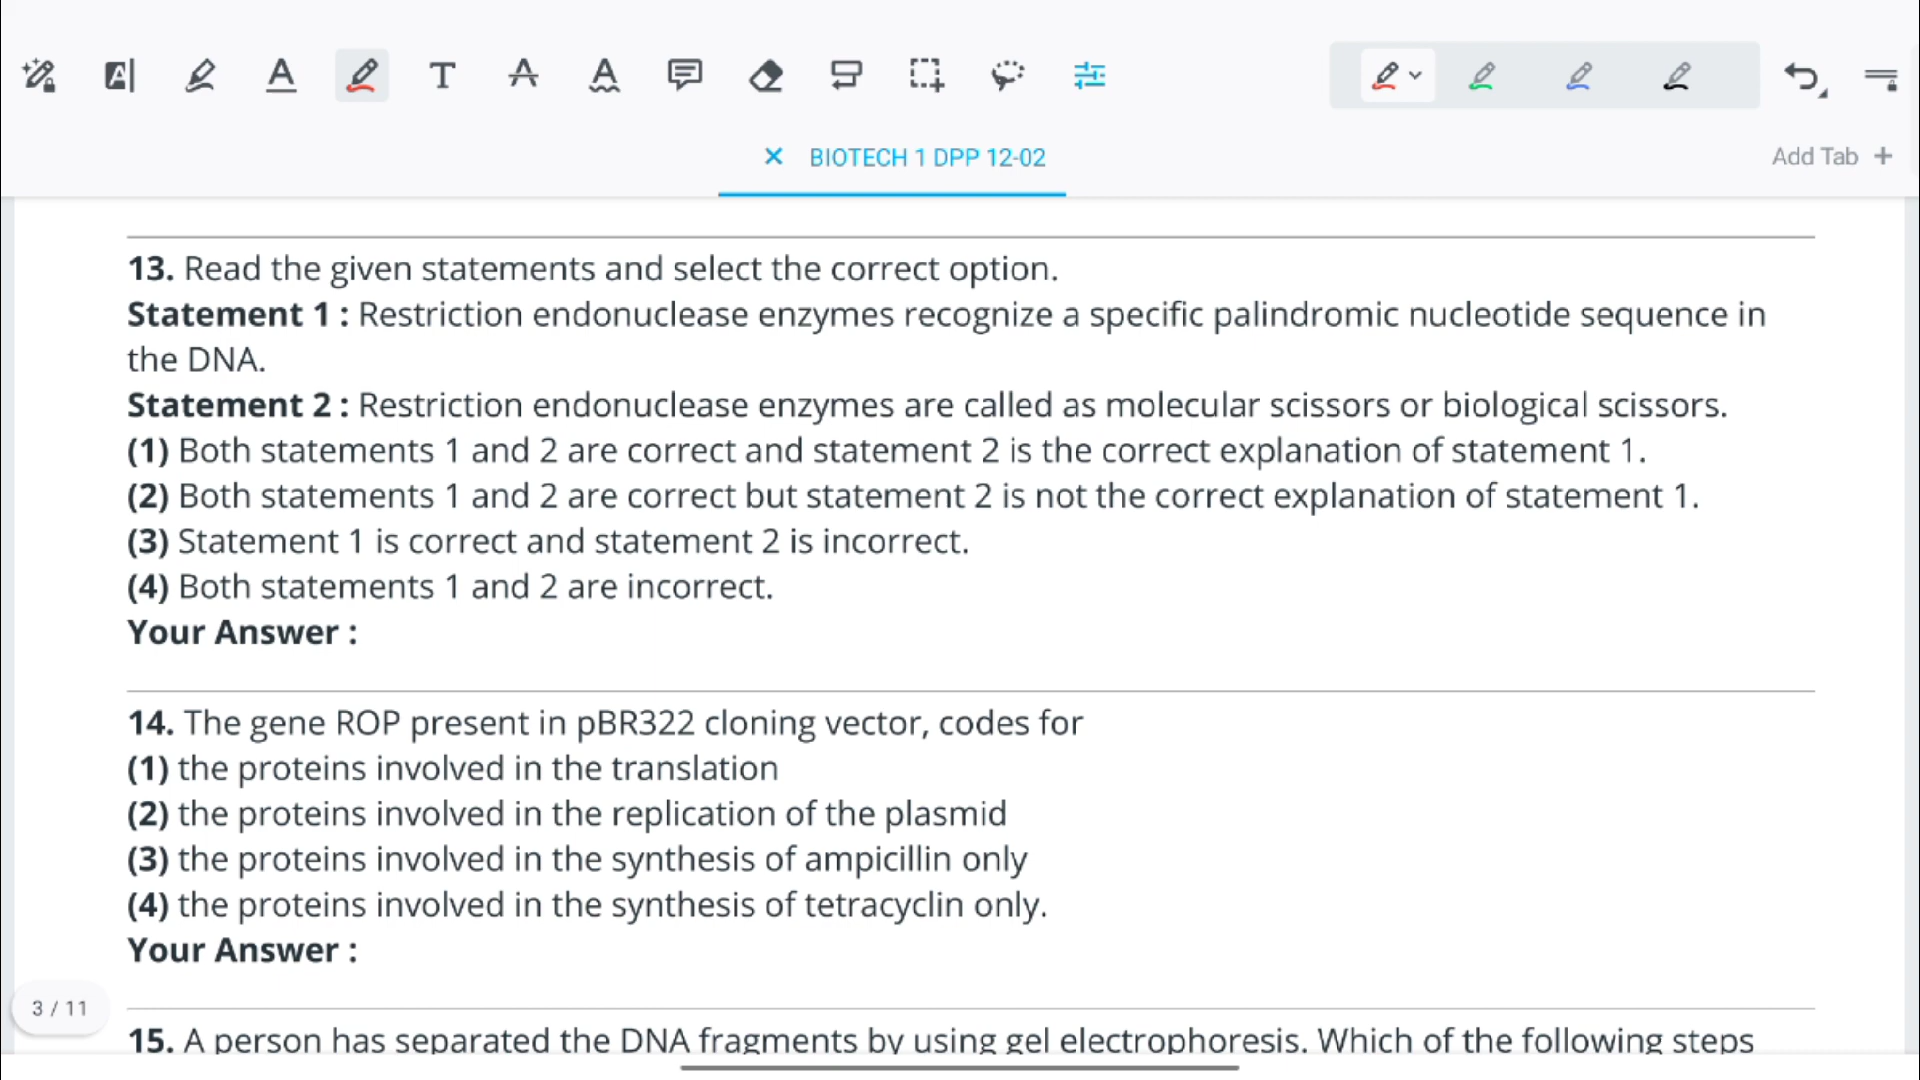 BIOTECH 1 DPP 12-02
Add Tab +
13. Read the given statements and select the correct option.
Statement 1 : Restriction endonuclease enzymes recognize a specific palindromic nucleotide sequence in
the DNA.
Statement 2 : Restriction endonuclease enzymes are called as molecular scissors or biological scissors.
(1) Both statements 1 and 2 are correct and statement 2 is the correct explanation of statement 1.
(2) Both statements 1 and 2 are correct but statement 2 is not the correct explanation of statement 1.
(3) Statement 1 is correct and statement 2 is incorrect.
(4) Both statements 1 and 2 are incorrect.
Your Answer :
14. The gene ROP present in pBR322 cloning vector, codes for
(1) the proteins involved in the translation
(2) the proteins involved in the replication of the plasmid
(3) the proteins involved in the synthesis of ampicillin only
(4) the proteins involved in the synthesis of tetracyclin only.
Your Answer :
3 / 11
15. A person has separated the DNA fragments by using gel electrophoresis. Which of the following steps